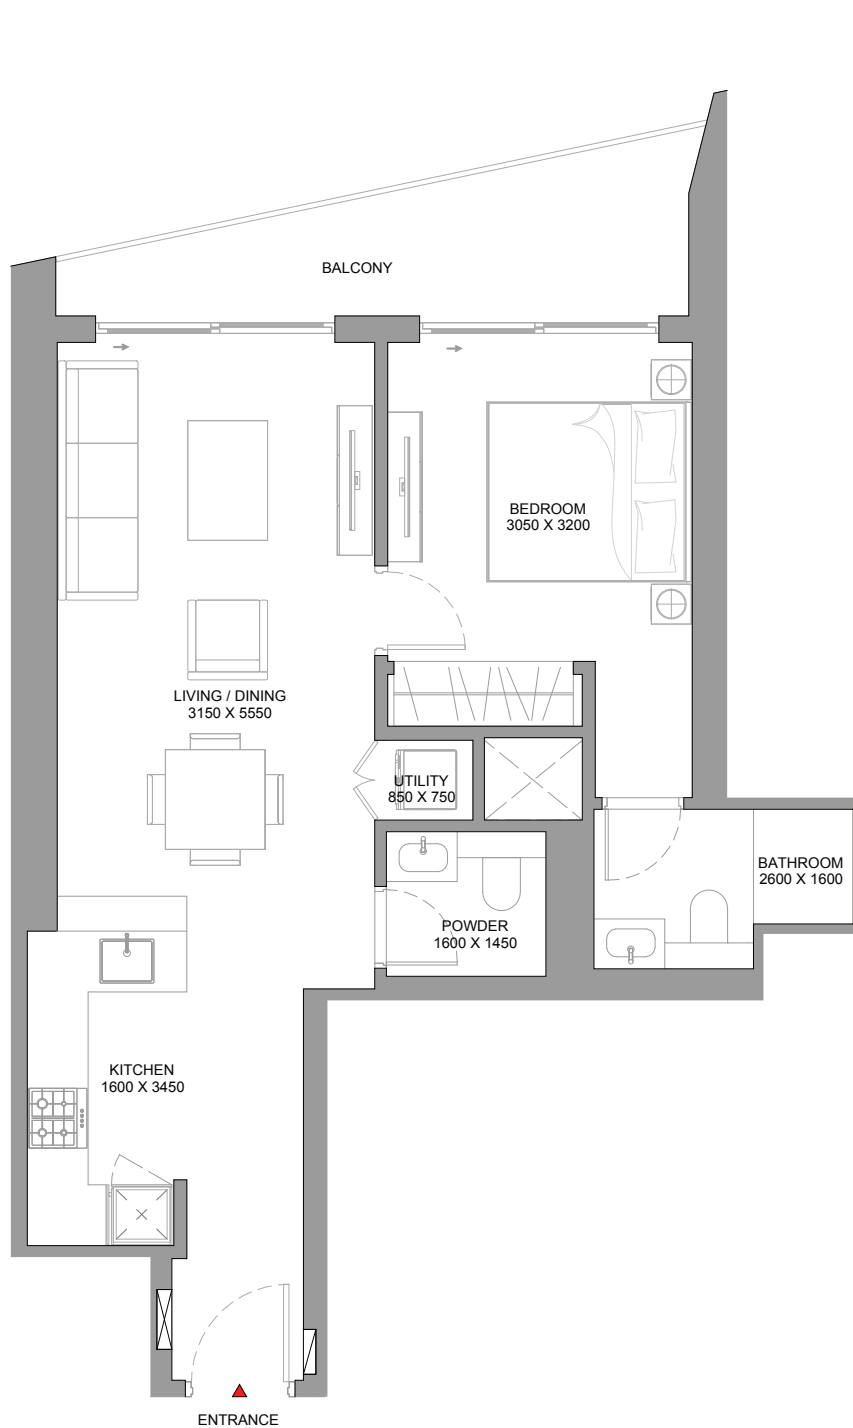 BALCONY
BEDROOM
3050 X 3200
LIVING / DINING
3150 X 5550
UTILITY
850 X 750
BATHROOM
2600 X 1600
POWDER
1600 X 1450
KITCHEN
1600 X 3450
ENTRANCE